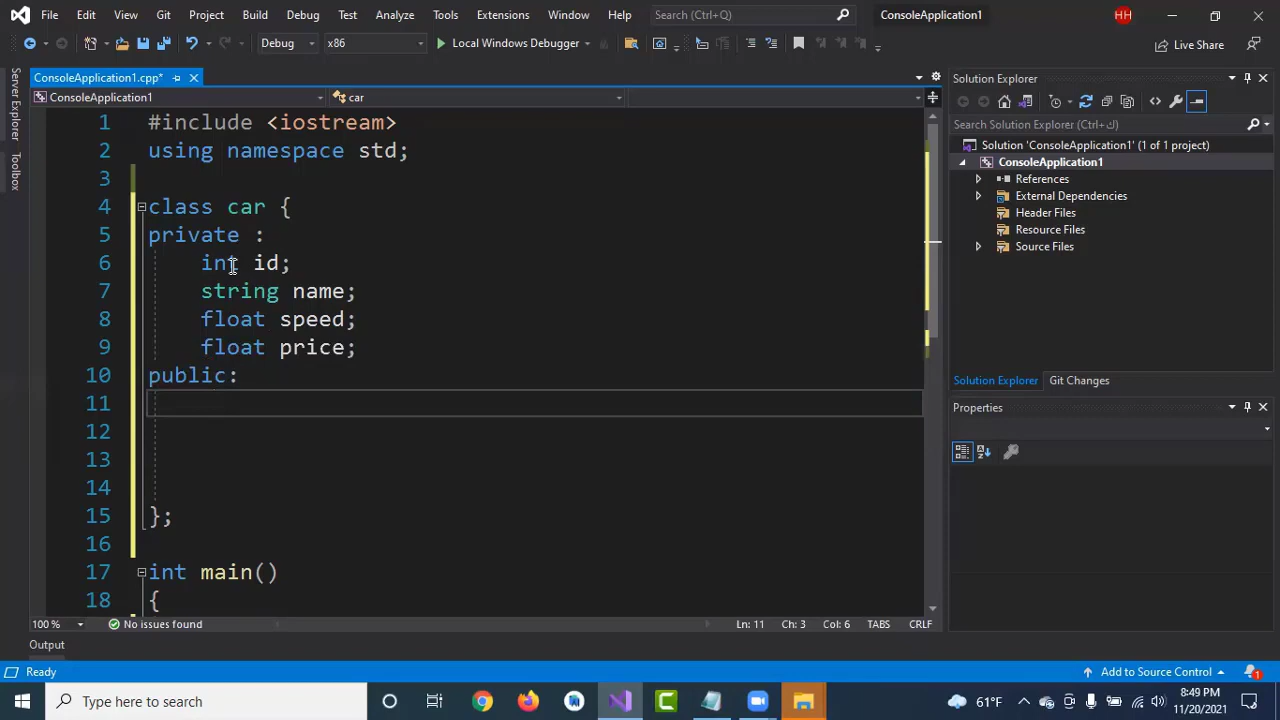 File Edit View Git Project Build Debug Test Analyze Tools Extensions Window Help Search (Ctrl+Q) ConsoleApplication1 HH
Debug x86 Local Windows Debugger Live Share
ConsoleApplication1.cpp*
ConsoleApplication1 car
Server Explorer
Toolbox
1 #include <iostream>
2 using namespace std;
3
4 class car {
5 private :
6 int id;
7 string name;
8 float speed;
9 float price;
10 public:
11
12
13
14
15 };
16
17 int main()
18 {
100 % No issues found Ln: 11 Ch: 3 Col: 6 TABS CRLF
Output
Solution Explorer
Search Solution Explorer (Ctrl+ك)
Solution 'ConsoleApplication1' (1 of 1 project)
ConsoleApplication1
References
External Dependencies
Header Files
Resource Files
Source Files
Solution Explorer Git Changes
Properties
Ready Add to Source Control 1
Type here to search 61°F 8:49 PM
11/20/2021